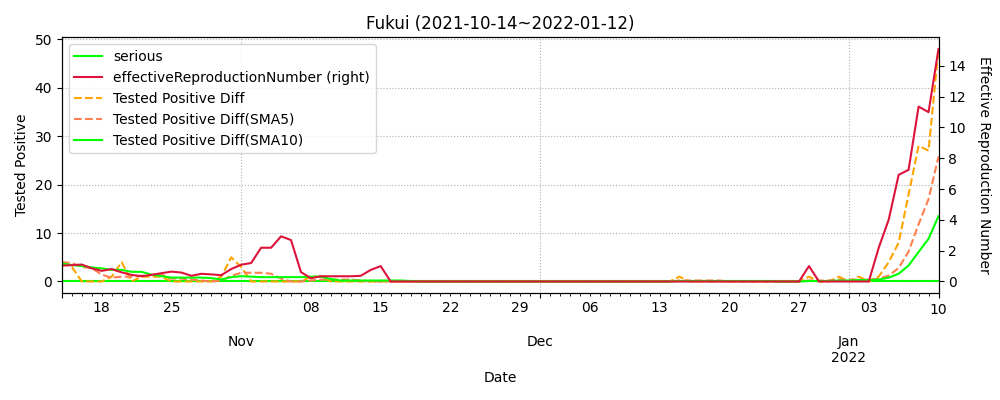 Fukui (2021-10-14~2022-01-12)
serious
effectiveReproductionNumber (right)
Tested Positive Diff
Tested Positive Diff(SMA5)
Tested Positive Diff(SMA10)
Tested Positive
50
40
30
20
10
0
Effective Reproduction Number
14
12
10
8
6
4
2
0
18 25 08 15 22 29 06 13 20 27 03 10
Nov Dec Jan
2022
Date